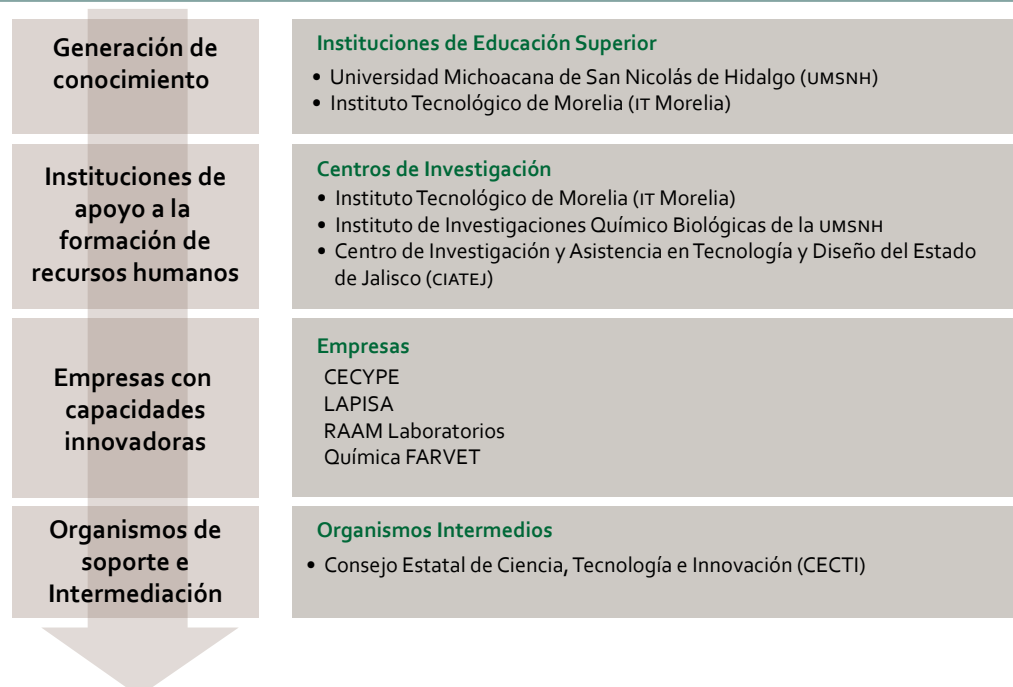 Generación de
conocimiento
Instituciones de Educación Superior
• Universidad Michoacana de San Nicolás de Hidalgo (UMSNH)
• Instituto Tecnológico de Morelia (IT Morelia)
Instituciones de
apoyo a la
formación de
recursos humanos
Centros de Investigación
• Instituto Tecnológico de Morelia (IT Morelia)
• Instituto de Investigaciones Químico Biológicas de la UMSNH
• Centro de Investigación y Asistencia en Tecnología y Diseño del Estado
de Jalisco (CIATEJ)
Empresas con
capacidades
innovadoras
Empresas
CECYPE
LAPISA
RAAM Laboratorios
Química FARVET
Organismos de
soporte e
Intermediación
Organismos Intermedios
• Consejo Estatal de Ciencia, Tecnología e Innovación (CECTI)